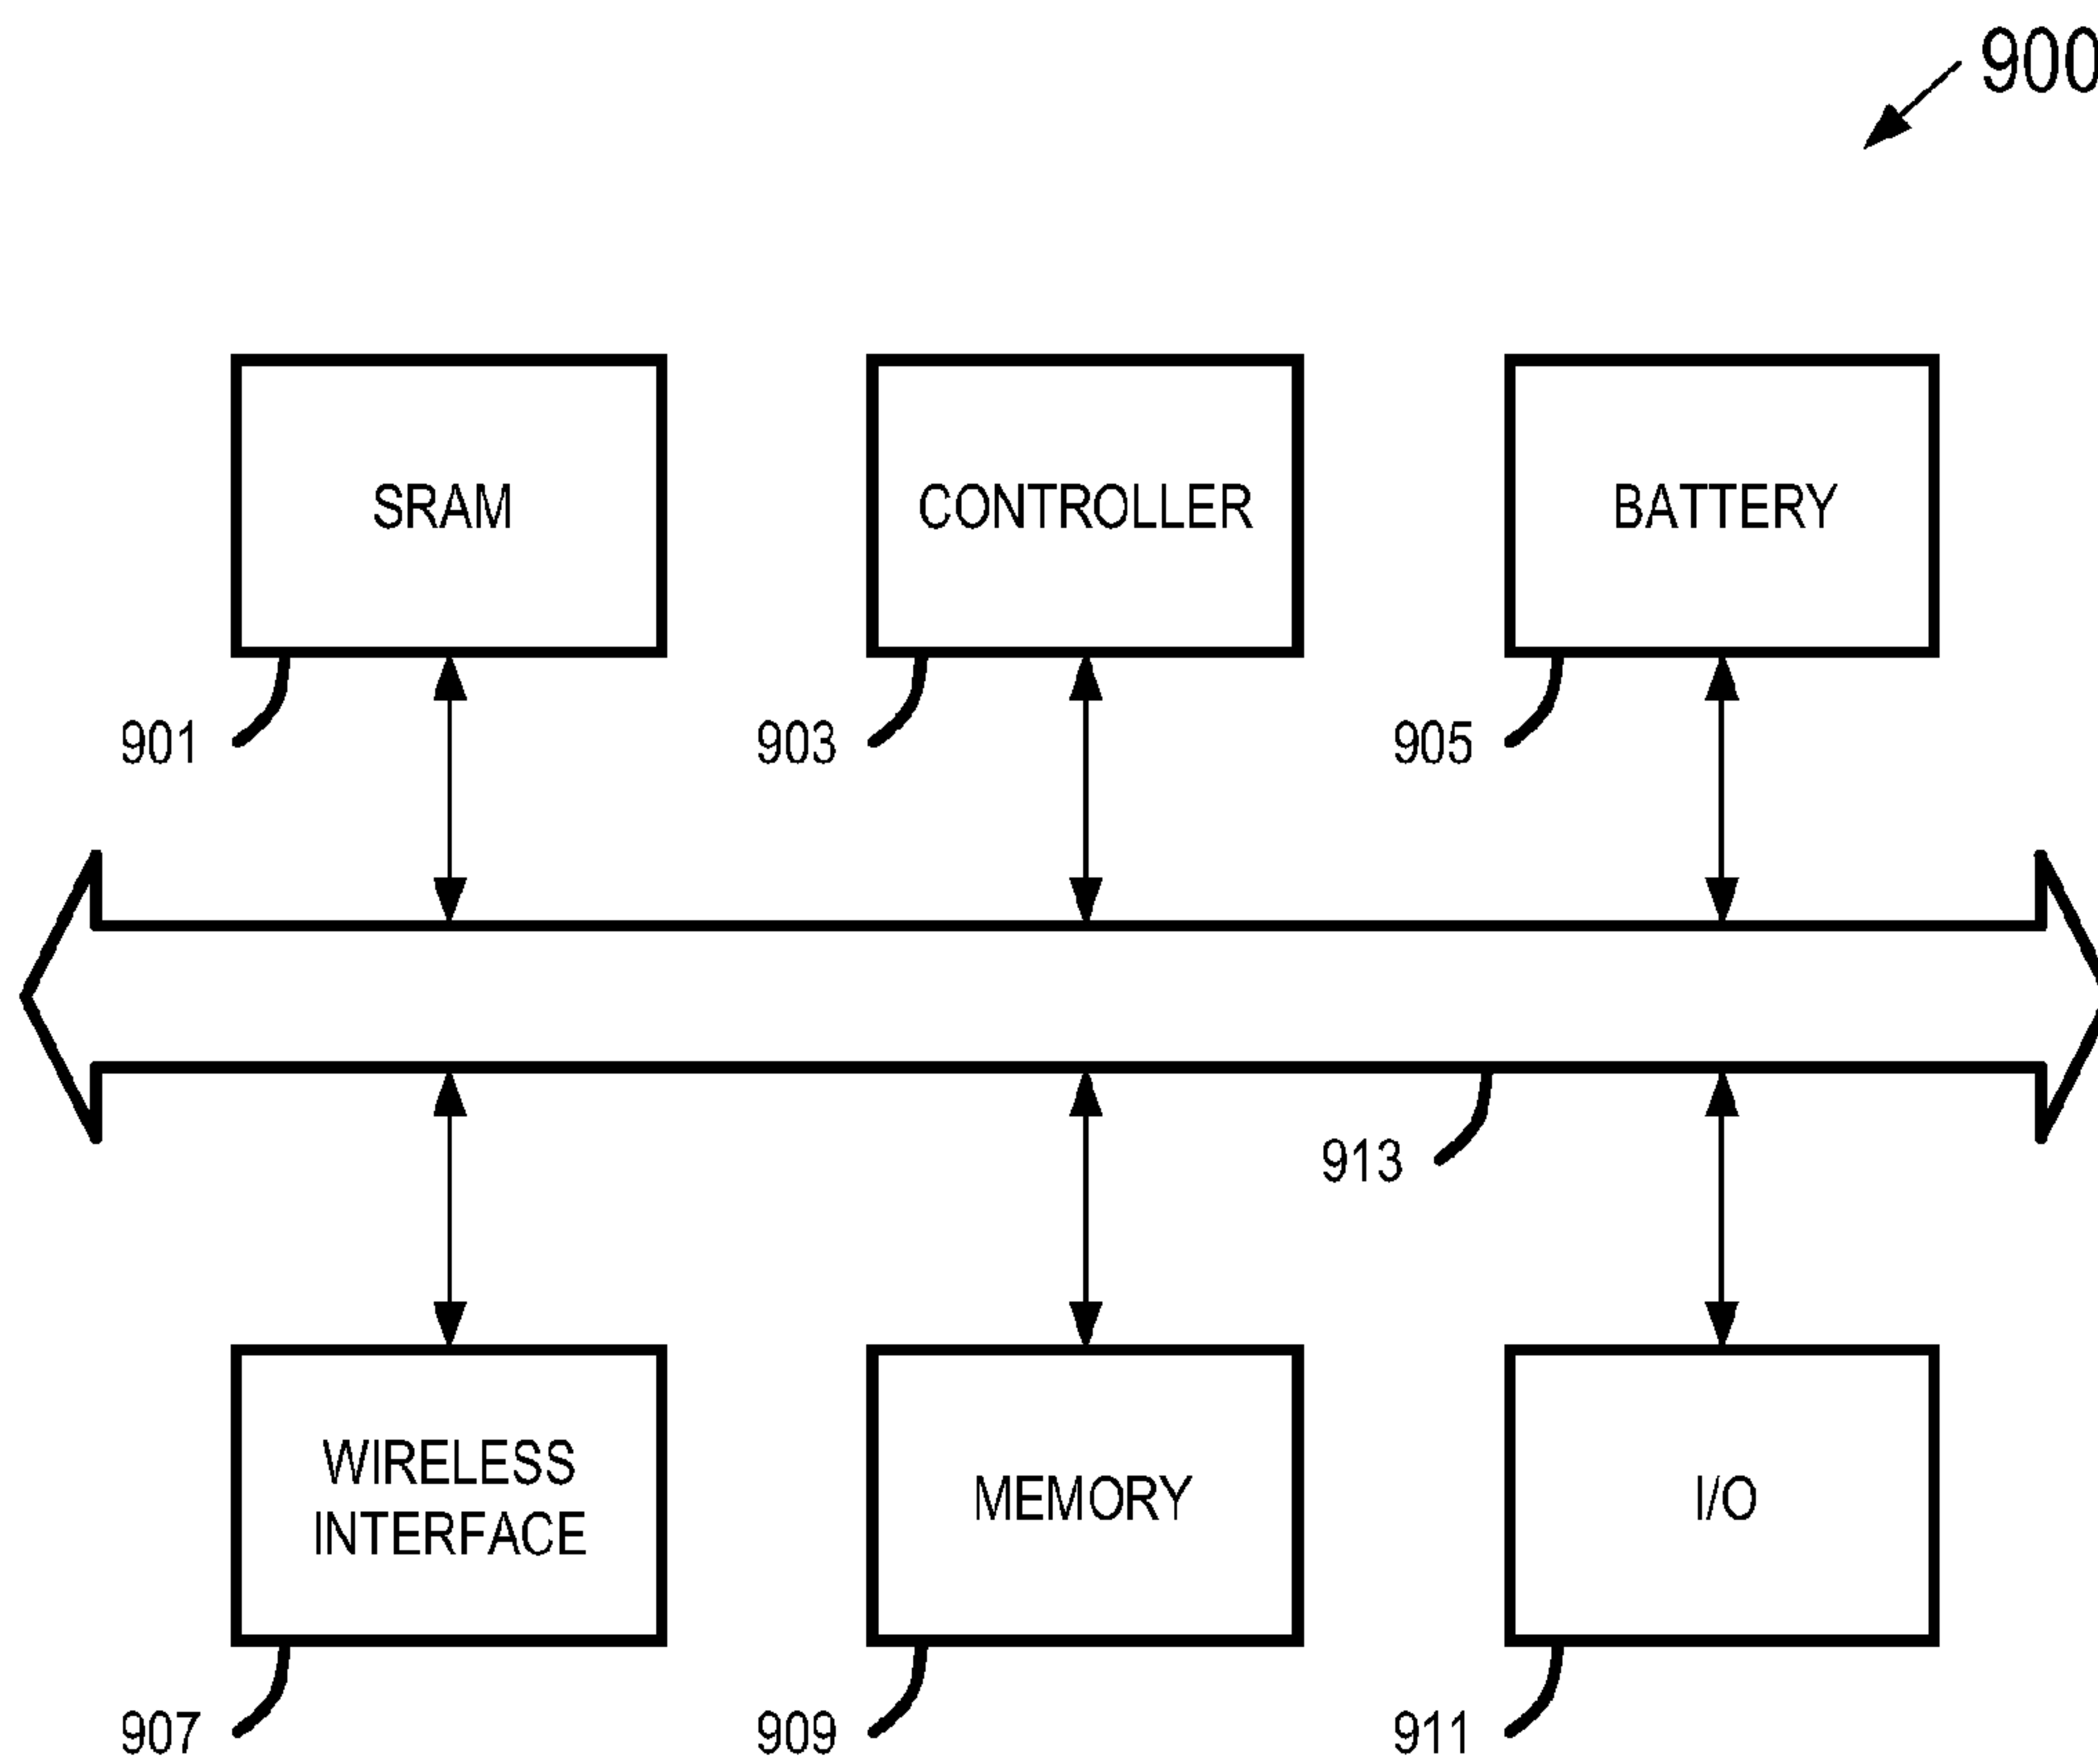 900
SRAM
CONTROLLER
BATTERY
901
903
905
913
WIRELESS
INTERFACE
MEMORY
I/O
907
909
911